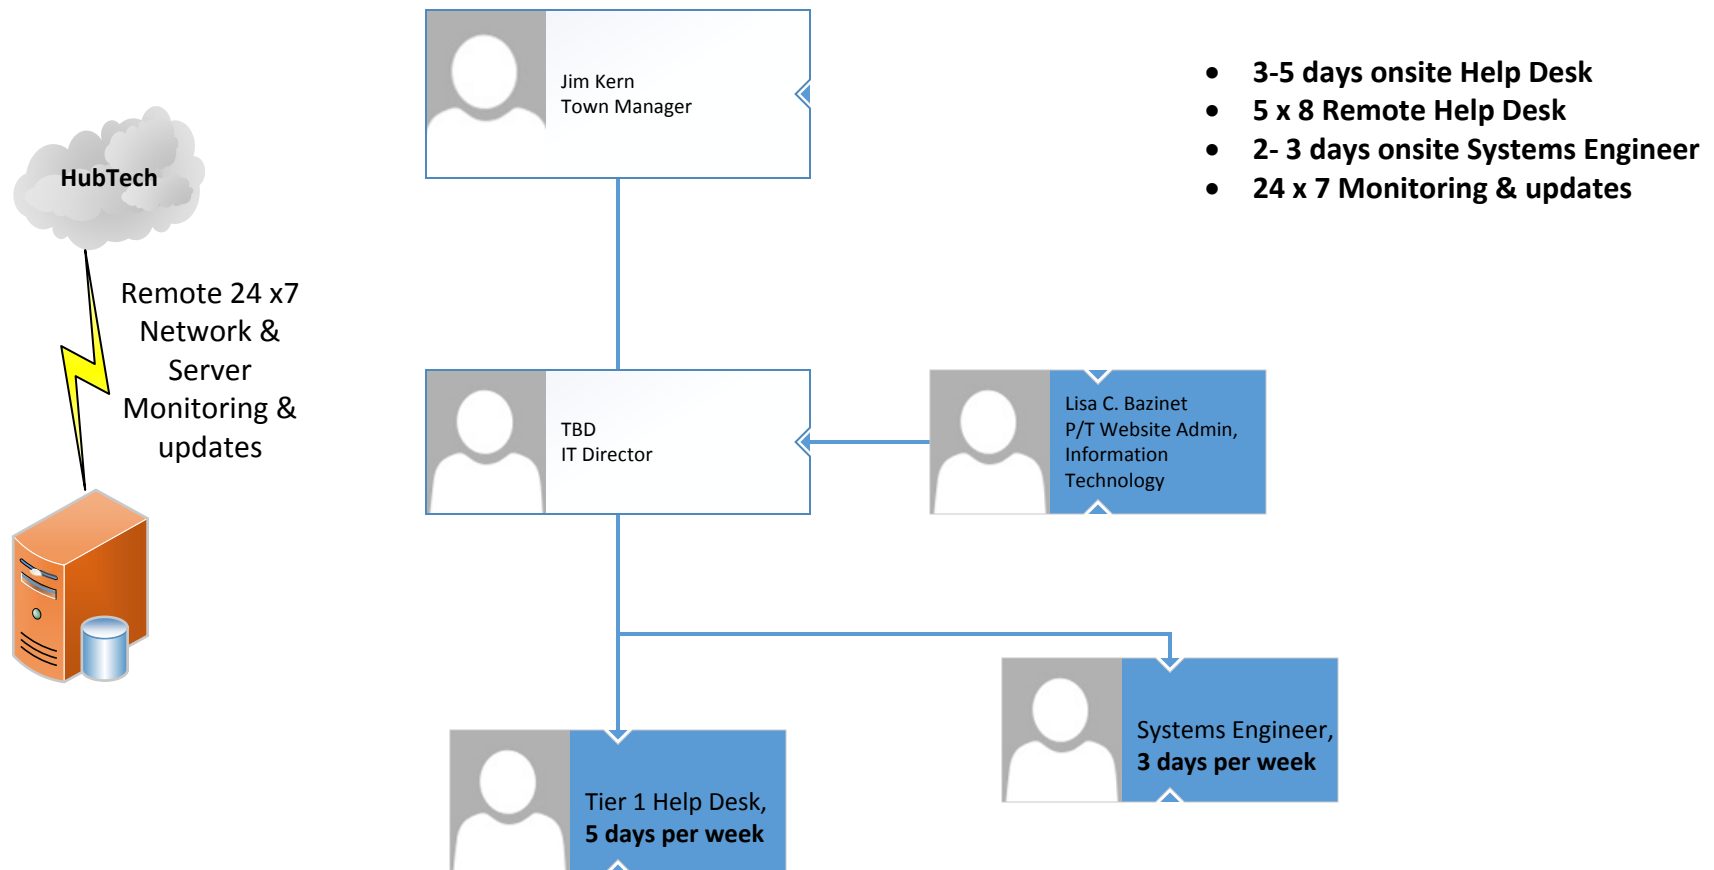 Jim Kern
Town Manager
• 3-5 days onsite Help Desk
• 5 x 8 Remote Help Desk
• 2- 3 days onsite Systems Engineer
• 24 x 7 Monitoring & updates
HubTech
Remote 24 x7
Network &
Server
Monitoring &
updates
TBD
IT Director
Lisa C. Bazinet
P/T Website Admin,
Information
Technology
Systems Engineer,
3 days per week
Tier 1 Help Desk,
5 days per week